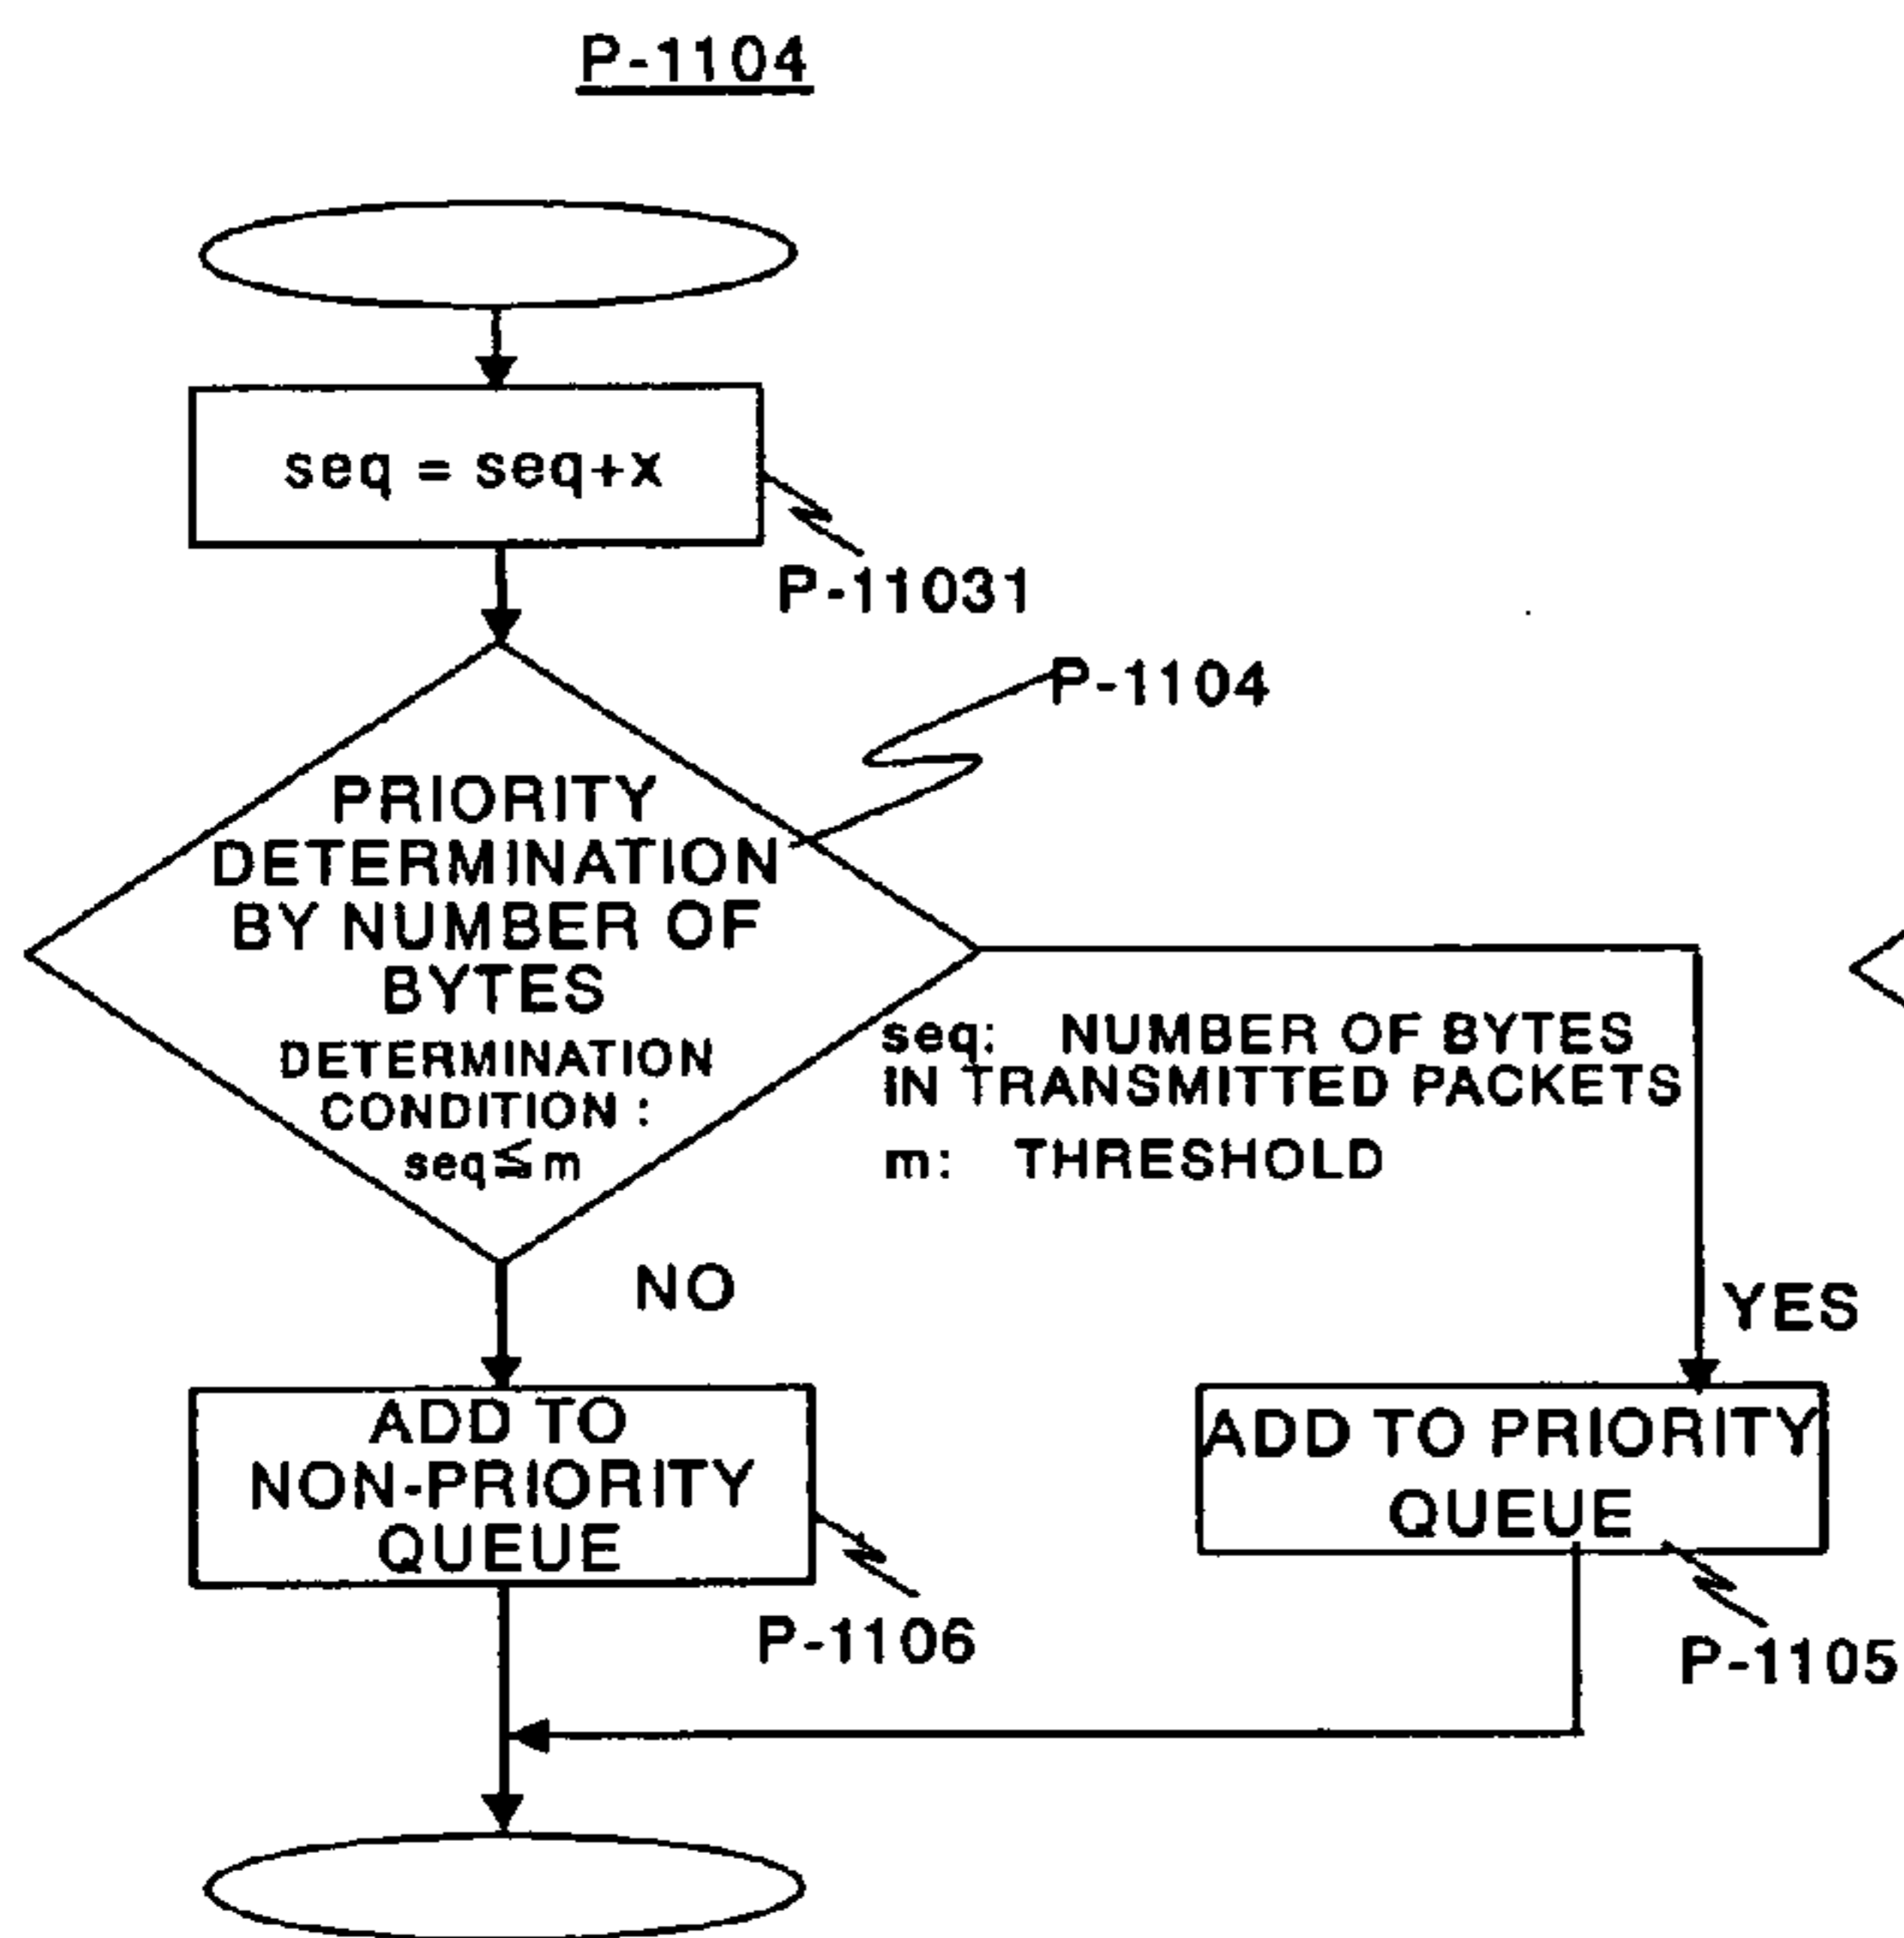 P-1104
seq = seq+x
P-11031
P-1104
PRIORITY
DETERMINATION
BY NUMBER OF
BYTES
DETERMINATION
CONDITION :
seq≦m
seq: NUMBER OF BYTES
IN TRANSMITTED PACKETS
m: THRESHOLD
NO
YES
ADD TO
NON-PRIORITY
QUEUE
ADD TO PRIORITY
QUEUE
P-1106
P-1105